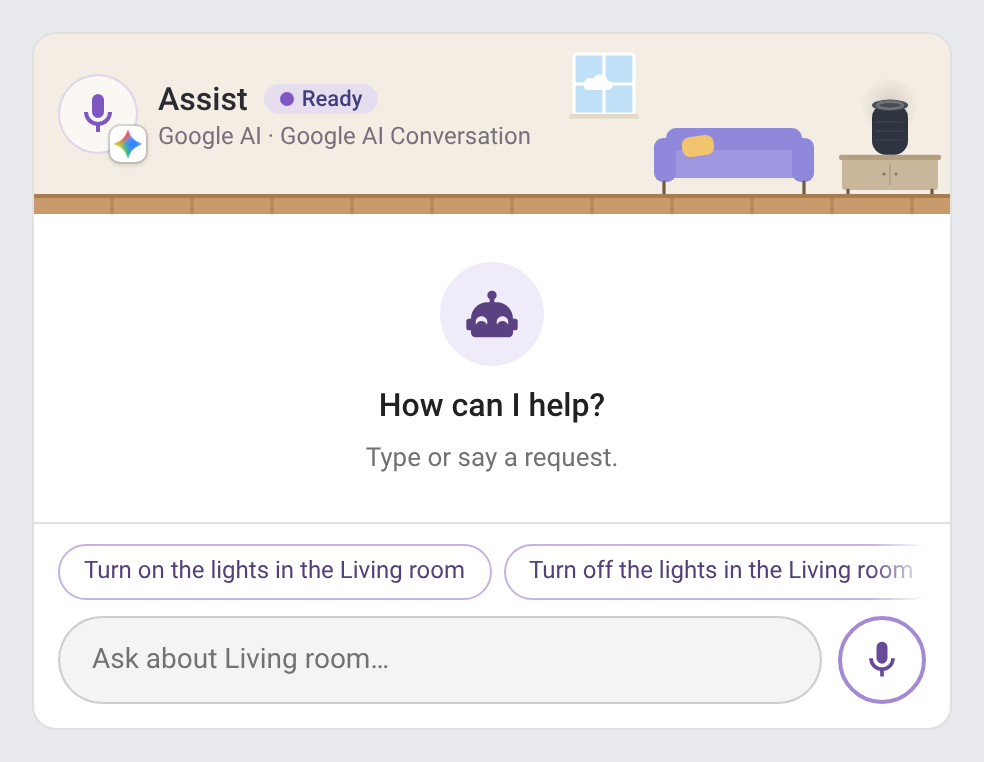 Assist
Ready
Google AI · Google AI Conversation
How can I help?
Type or say a request.
Turn on the lights in the Living room
Turn off the lights in the Living room
Ask about Living room…